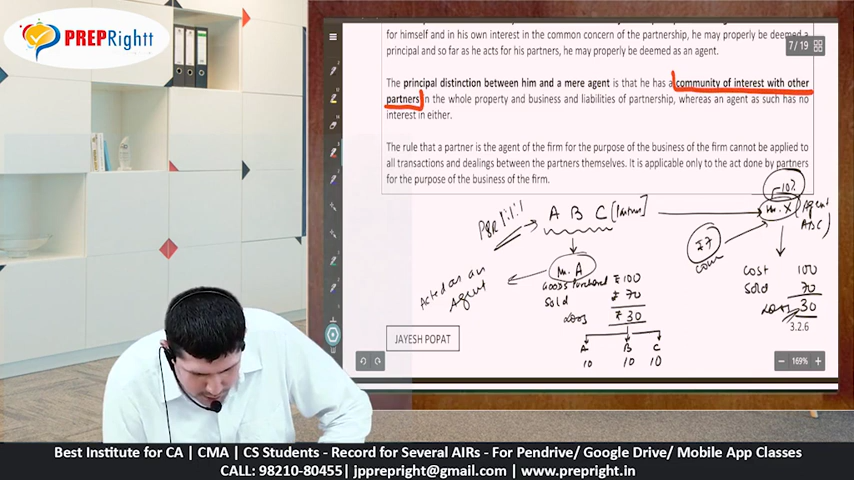 PREPRightt
for himself and in his own interest in the common concern of the partnership, he may properly be deemed a
principal and so far as he acts for his partners, he may properly be deemed as an agent.
7 / 19
The principal distinction between him and a mere agent is that he has a community of interest with other
partners in the whole property and business and liabilities of partnership, whereas an agent as such has no
interest in either.
The rule that a partner is the agent of the firm for the purpose of the business of the firm cannot be applied to
all transactions and dealings between the partners themselves. It is applicable only to the act done by partners
for the purpose of the business of the firm.
10%
PSR 1:1:1
A B C
Mr. X (Agent
ABC)
₹7
Mr. A
Acted as an
Agent
Goods Purchased ₹100
Sold ₹ 70
Loss ₹ 30
A B C
10 10 10
Cost 100
Sold 70
Loss 30
3.2.6
JAYESH POPAT
169%
Best Institute for CA | CMA | CS Students - Record for Several AIRs - For Pendrive/ Google Drive/ Mobile App Classes
CALL: 98210-80455| jpprepright@gmail.com | www.prepright.in